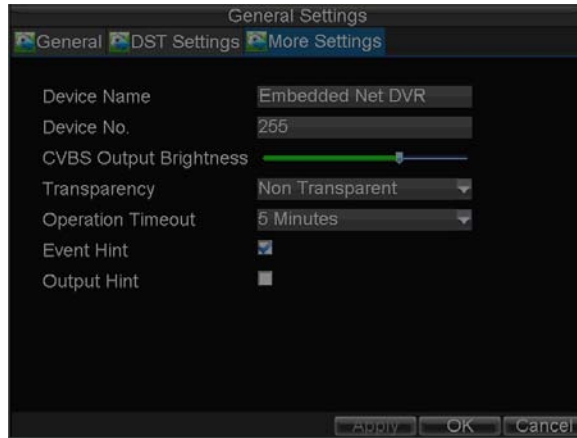 General Settings
General DST Settings More Settings
Device Name Embedded Net DVR
Device No. 255
CVBS Output Brightness
Transparency Non Transparent
Operation Timeout 5 Minutes
Event Hint
Output Hint
Apply OK Cancel